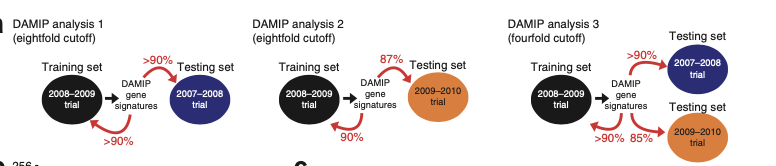 DAMIP analysis 1
(eightfold cutoff)
Training set
2008–2009
trial
DAMIP
gene
signatures
>90%
>90%
Testing set
2007–2008
trial
DAMIP analysis 2
(eightfold cutoff)
Training set
2008–2009
trial
DAMIP
gene
signatures
87%
90%
Testing set
2009–2010
trial
DAMIP analysis 3
(fourfold cutoff)
Training set
2008–2009
trial
DAMIP
gene
signatures
>90%
>90%
85%
Testing set
2007–2008
trial
Testing set
2009–2010
trial
256